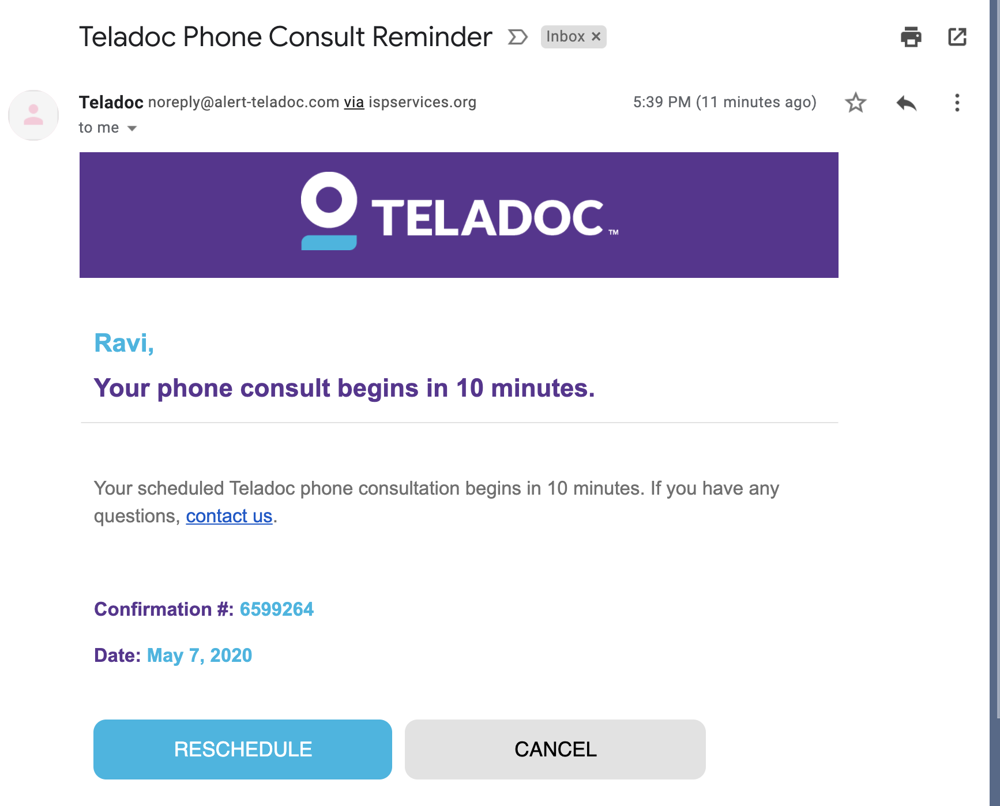 Teladoc Phone Consult Reminder Inbox ×
Teladoc noreply@alert-teladoc.com via ispservices.org 5:39 PM (11 minutes ago)
to me
TELADOC™
Ravi,
Your phone consult begins in 10 minutes.
Your scheduled Teladoc phone consultation begins in 10 minutes. If you have any
questions, contact us.
Confirmation #: 6599264
Date: May 7, 2020
RESCHEDULE CANCEL